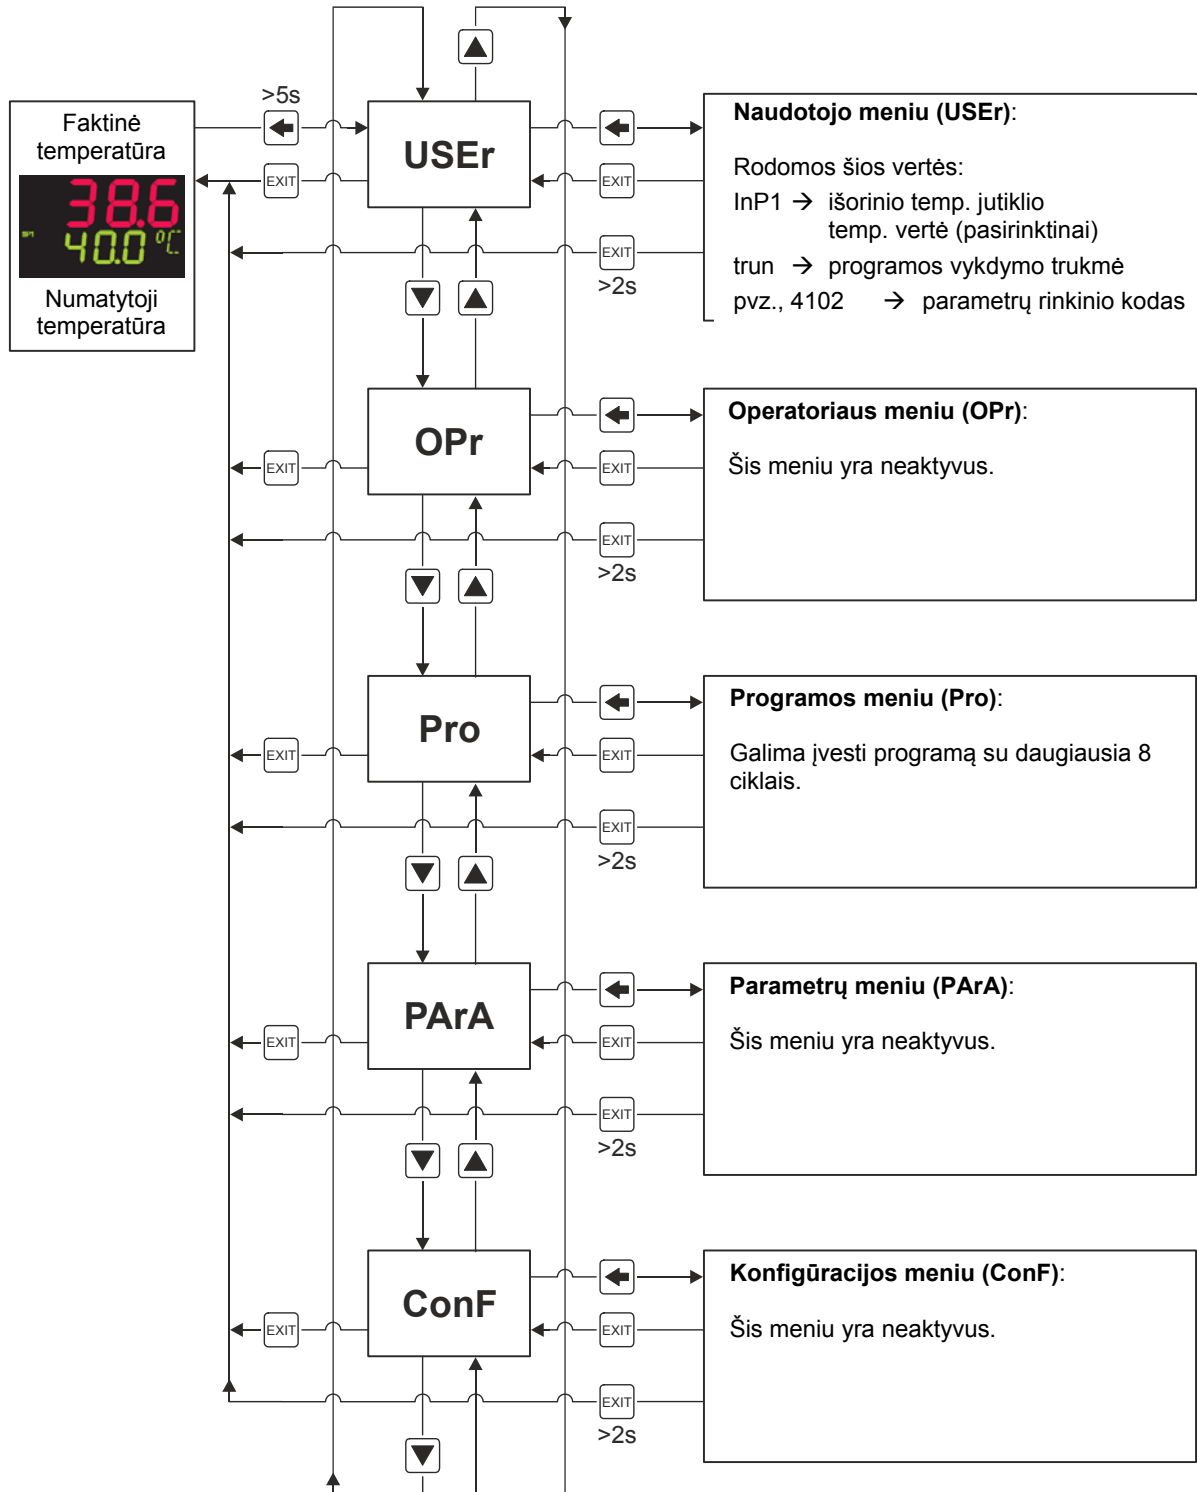 >5s
Faktinė
temperatūra
38.6
SP1
40.0 °C
Numatytoji
temperatūra
EXIT
USEr
EXIT
EXIT
>2s
Naudotojo meniu (USEr):
Rodomos šios vertės:
InP1 → išorinio temp. jutiklio
temp. vertė (pasirinktinai)
trun → programos vykdymo trukmė
pvz., 4102 → parametrų rinkinio kodas
EXIT
OPr
EXIT
EXIT
>2s
Operatoriaus meniu (OPr):
Šis meniu yra neaktyvus.
EXIT
Pro
EXIT
EXIT
>2s
Programos meniu (Pro):
Galima įvesti programą su daugiausia 8
ciklais.
EXIT
PArA
EXIT
EXIT
>2s
Parametrų meniu (PArA):
Šis meniu yra neaktyvus.
EXIT
ConF
EXIT
EXIT
>2s
Konfigūracijos meniu (ConF):
Šis meniu yra neaktyvus.